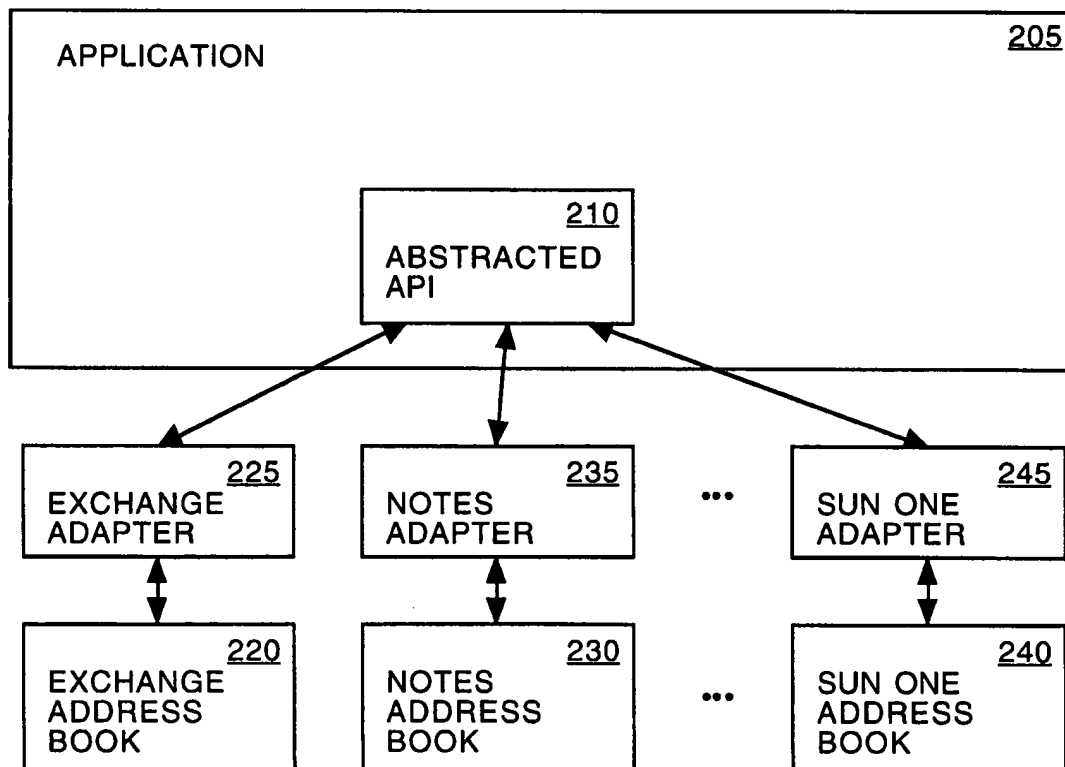 205
APPLICATION
210
ABSTRACTED
API
225
EXCHANGE
ADAPTER
235
NOTES
ADAPTER
...
245
SUN ONE
ADAPTER
220
EXCHANGE
ADDRESS
BOOK
230
NOTES
ADDRESS
BOOK
...
240
SUN ONE
ADDRESS
BOOK